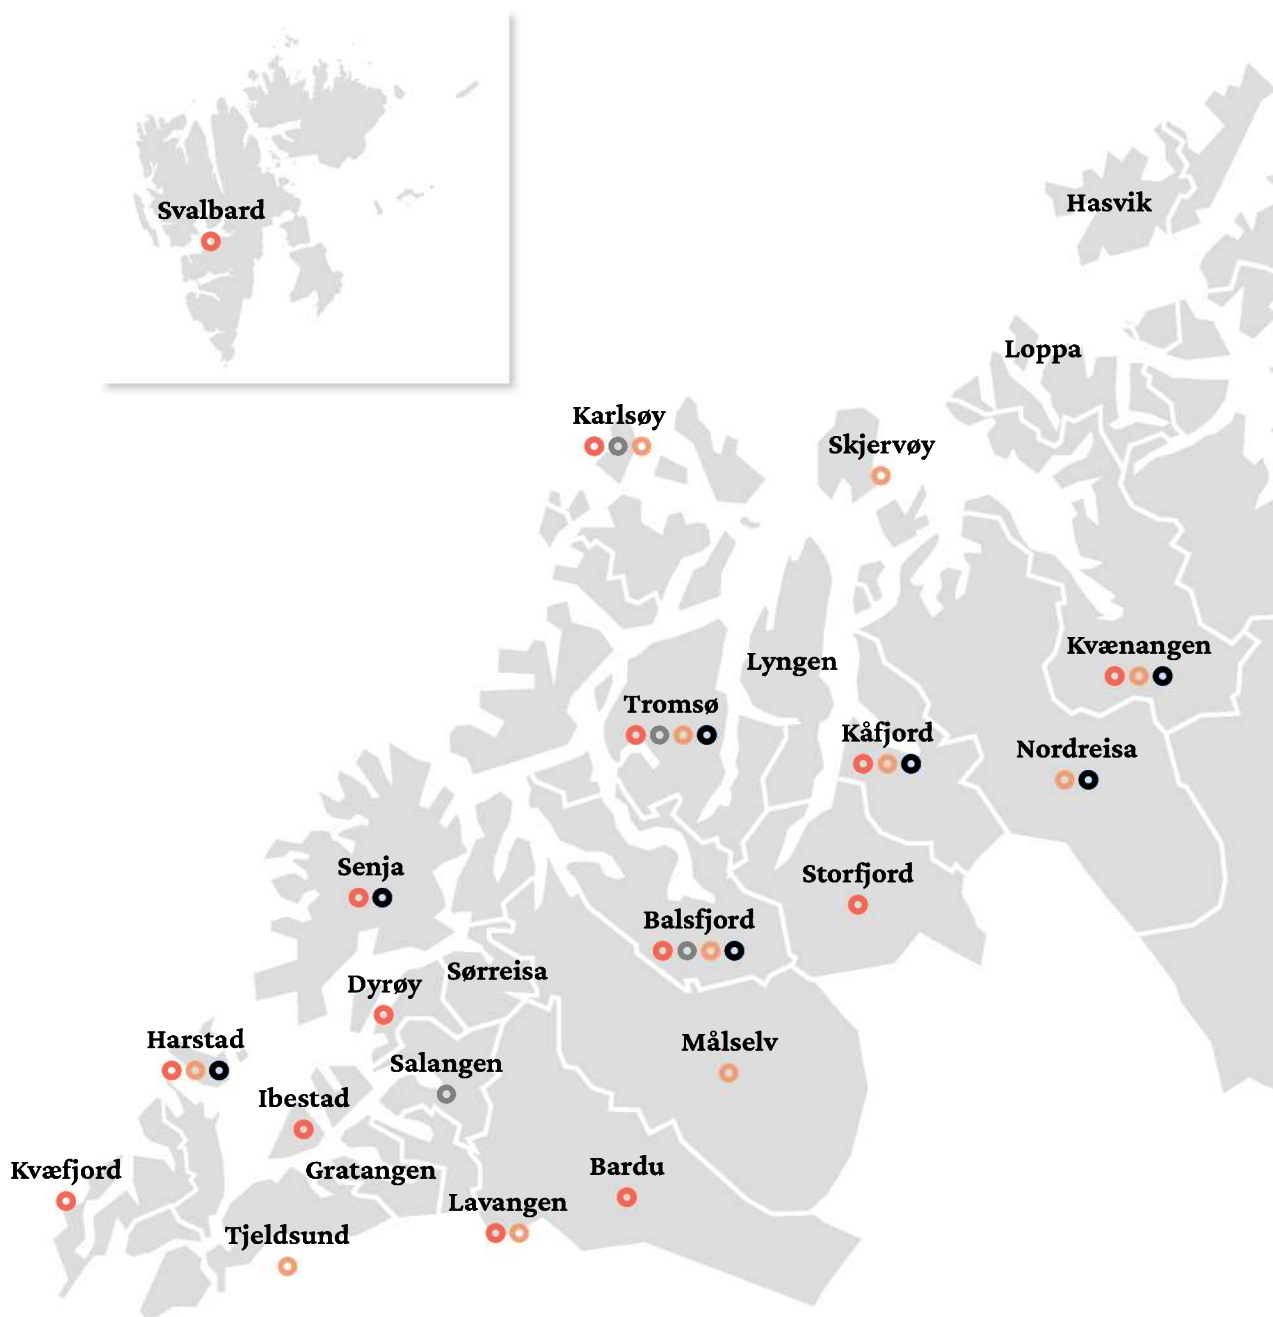 Svalbard
Hasvik
Loppa
Karlsøy
Skjervøy
Kvænangen
Lyngen
Tromsø
Kåfjord
Nordreisa
Senja
Storfjord
Balsfjord
Sørreisa
Dyrøy
Harstad
Målselv
Salangen
Ibestad
Kvæfjord
Gratangen
Bardu
Lavangen
Tjeldsund